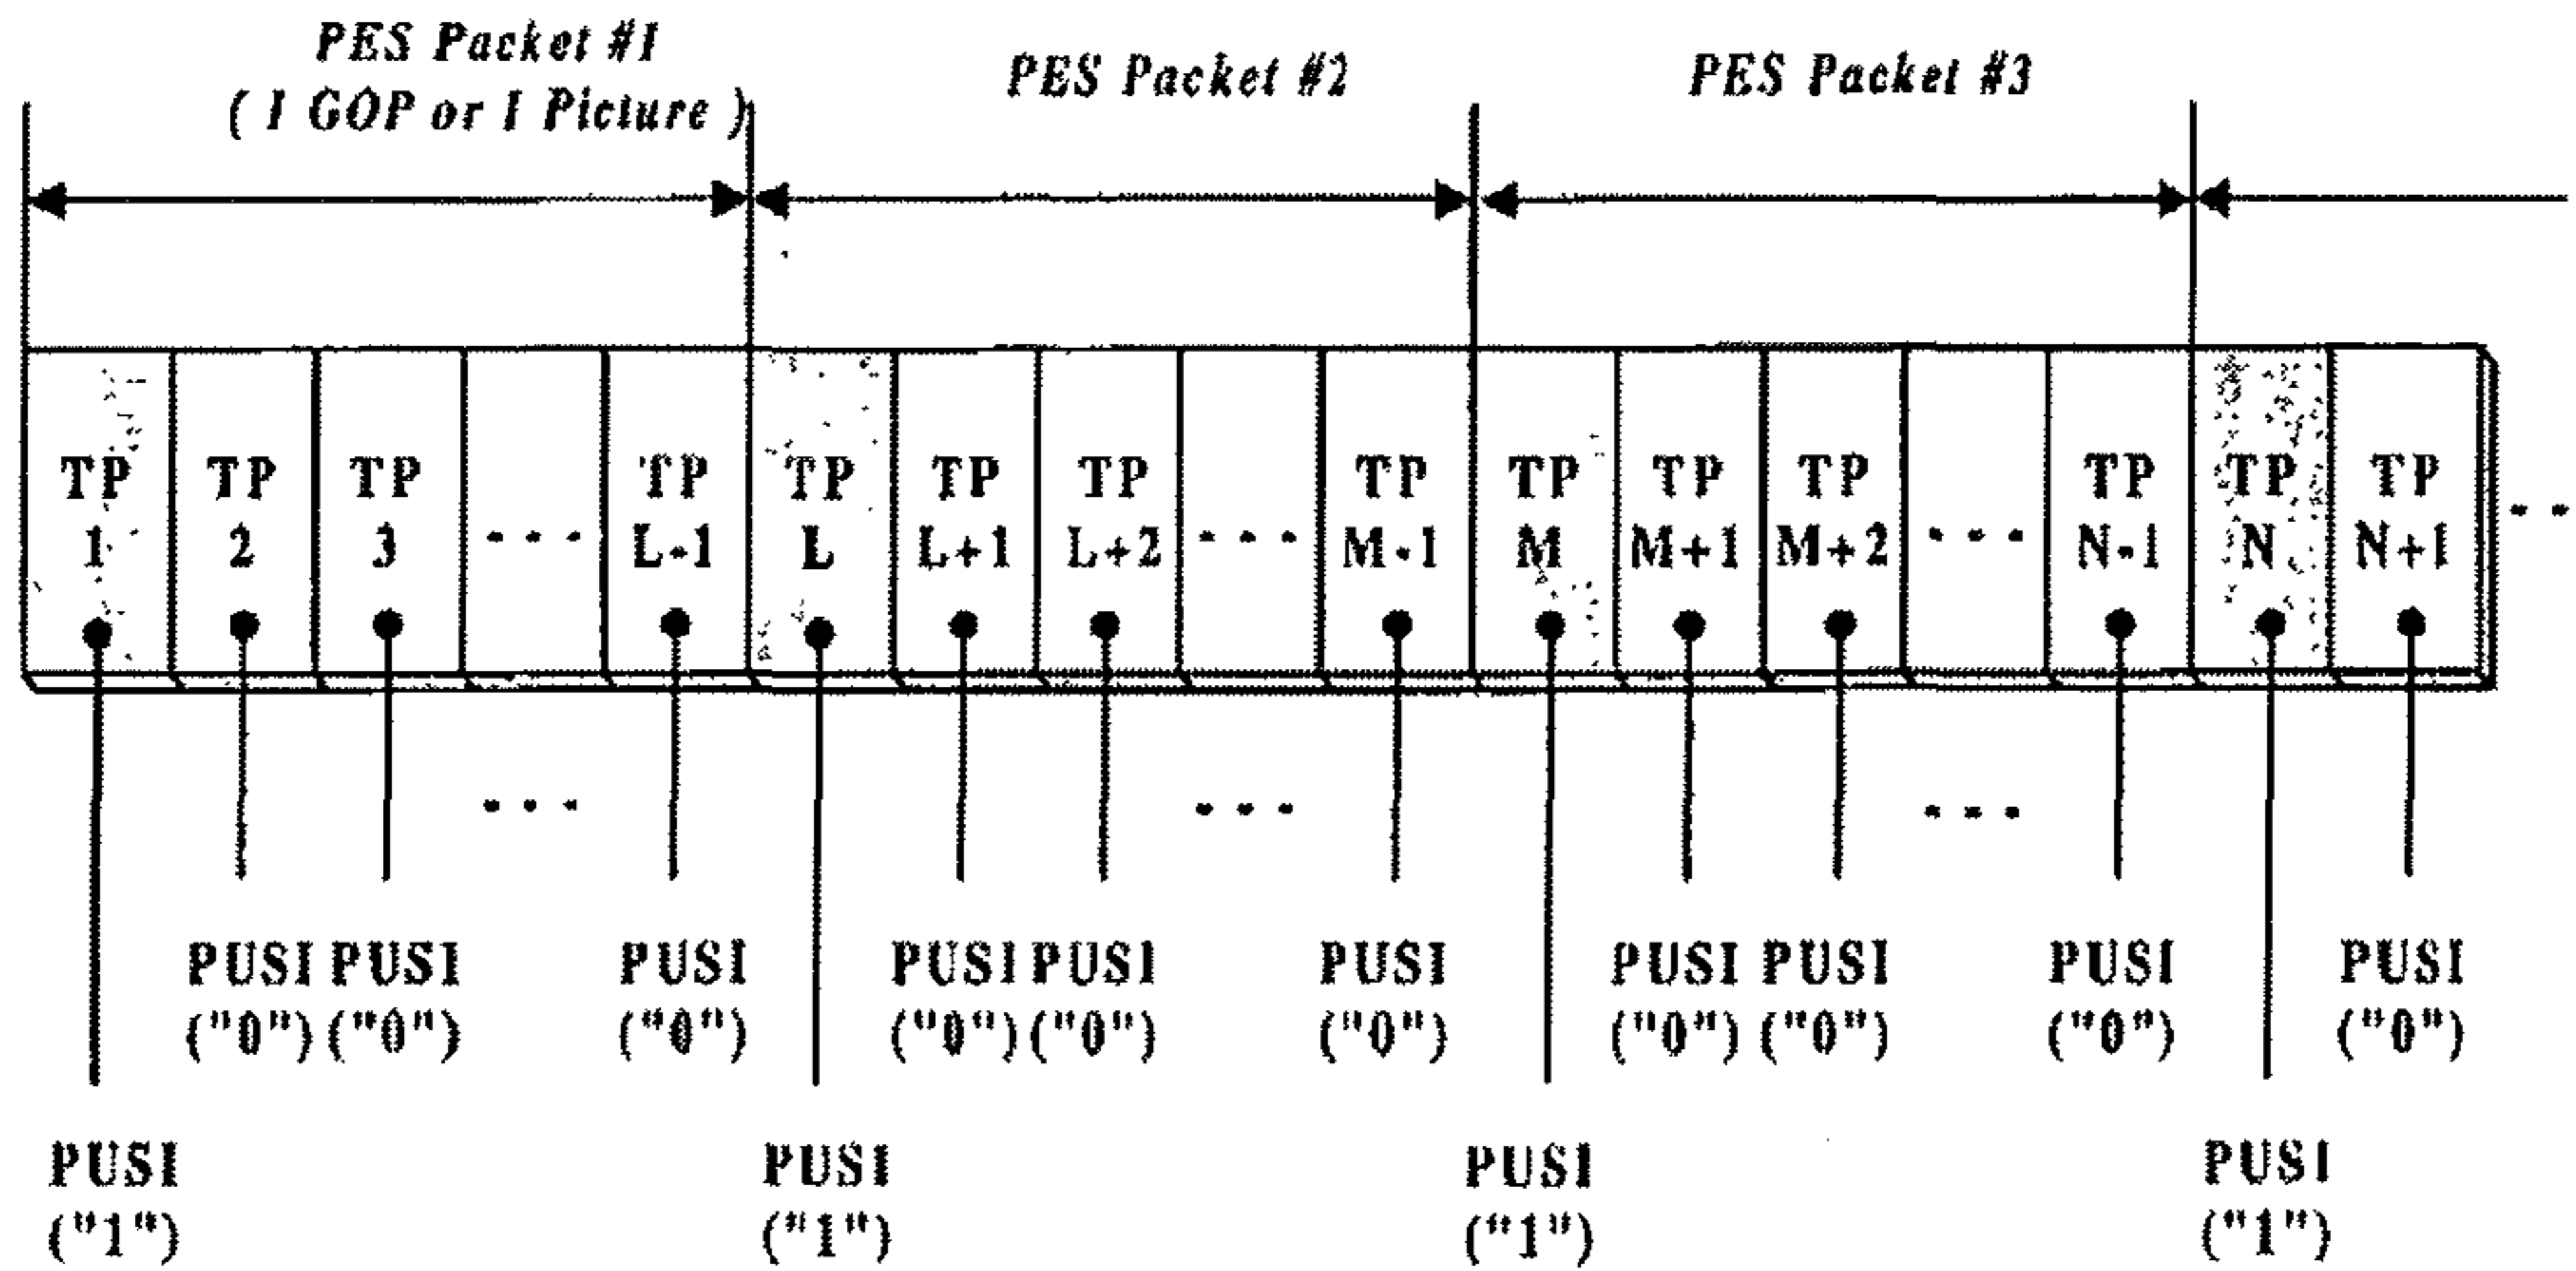 PES Packet #1
( 1 GOP or 1 Picture )
PES Packet #2
PES Packet #3
TP 1
TP 2
TP 3
. . .
TP L-1
TP L
TP L+1
TP L+2
. . .
TP M-1
TP M
TP M+1
TP M+2
. . .
TP N-1
TP N
TP N+1
. .
. . .
. . .
. . .
PUSI PUSI PUSI PUSI PUSI PUSI PUSI PUSI PUSI PUSI
("0") ("0") ("0") ("0") ("0") ("0") ("0") ("0") ("0") ("0")
PUSI PUSI PUSI PUSI
("1") ("1") ("1") ("1")